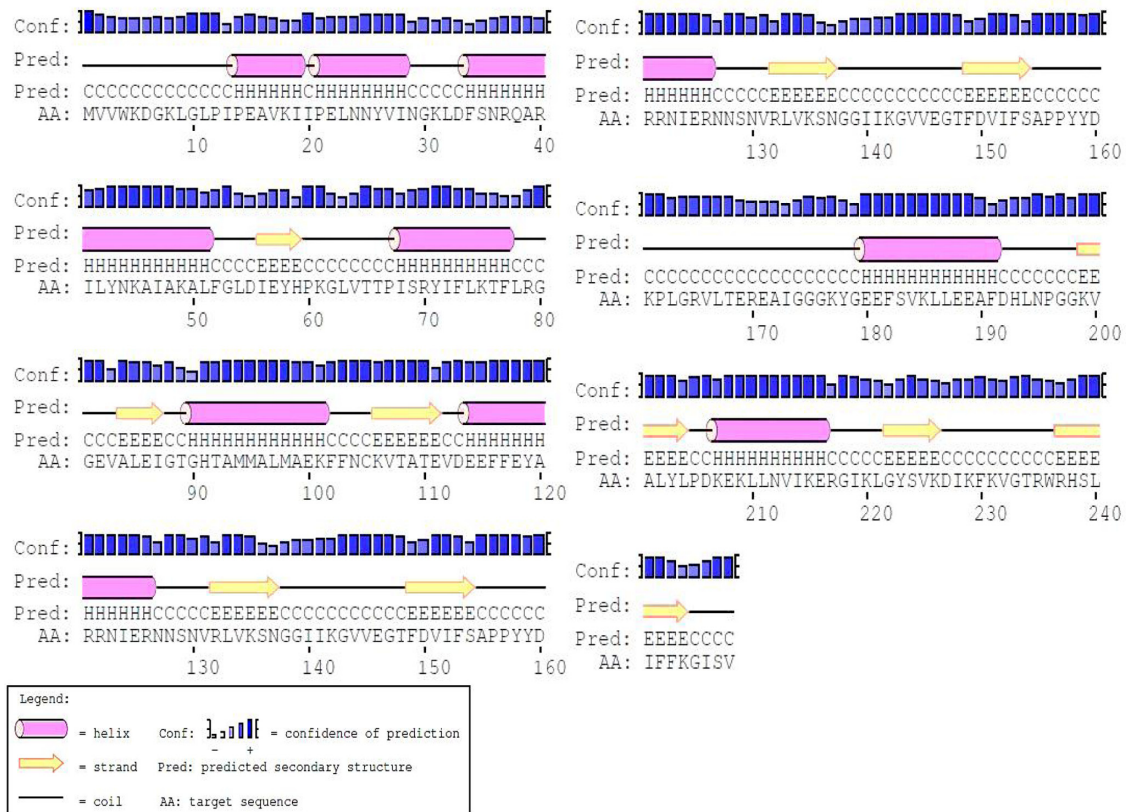 Conf:
Pred:
Pred: CCCCCCCCCCCCCHHHHHHCHHHHHHHHCCCCCHHHHHHH
AA: MVVWKDGKLGLPIPEAVKIIPELNNYVINGKLDFSNRQAR
10 20 30 40
Conf:
Pred:
Pred: HHHHHHHHHHHCCCCEEEECCCCCCCCHHHHHHHHHHCCC
AA: ILYNKAIAKALFGLDIEYHPKGLVTTPISRYIFLKTFLRG
50 60 70 80
Conf:
Pred:
Pred: CCCEEEECCHHHHHHHHHHHHCCCCEEEEEECCHHHHHHH
AA: GEVALEIGTGHTAMMALMAEKFFNCKVTATEVDEEFFEYA
90 100 110 120
Conf:
Pred:
Pred: HHHHHHCCCCCEEEEEECCCCCCCCCCCEEEEEECCCCCC
AA: RRNIERNNSNVRLVKSNGGIIKGVVEGTFDVIFSAPPYYD
130 140 150 160
Conf:
Pred:
Pred: HHHHHHCCCCCEEEEEECCCCCCCCCCCEEEEEECCCCCC
AA: RRNIERNNSNVRLVKSNGGIIKGVVEGTFDVIFSAPPYYD
130 140 150 160
Conf:
Pred:
Pred: CCCCCCCCCCCCCCCCCCCHHHHHHHHHHHHCCCCCCCEE
AA: KPLGRVLTEREAIGGGKYGEEFSVKLLEEAFDHLNPGGKV
170 180 190 200
Conf:
Pred:
Pred: EEEECCHHHHHHHHHHCCCCCEEEEECCCCCCCCCCEEEE
AA: ALYLPDKEKLLNVIKERGIKLGYSVKDIKFKVGTRWRHSL
210 220 230 240
Conf:
Pred:
Pred: EEEECCCC
AA: IFFKGISV
Legend:
= helix Conf: = confidence of prediction
- +
= strand Pred: predicted secondary structure
= coil AA: target sequence